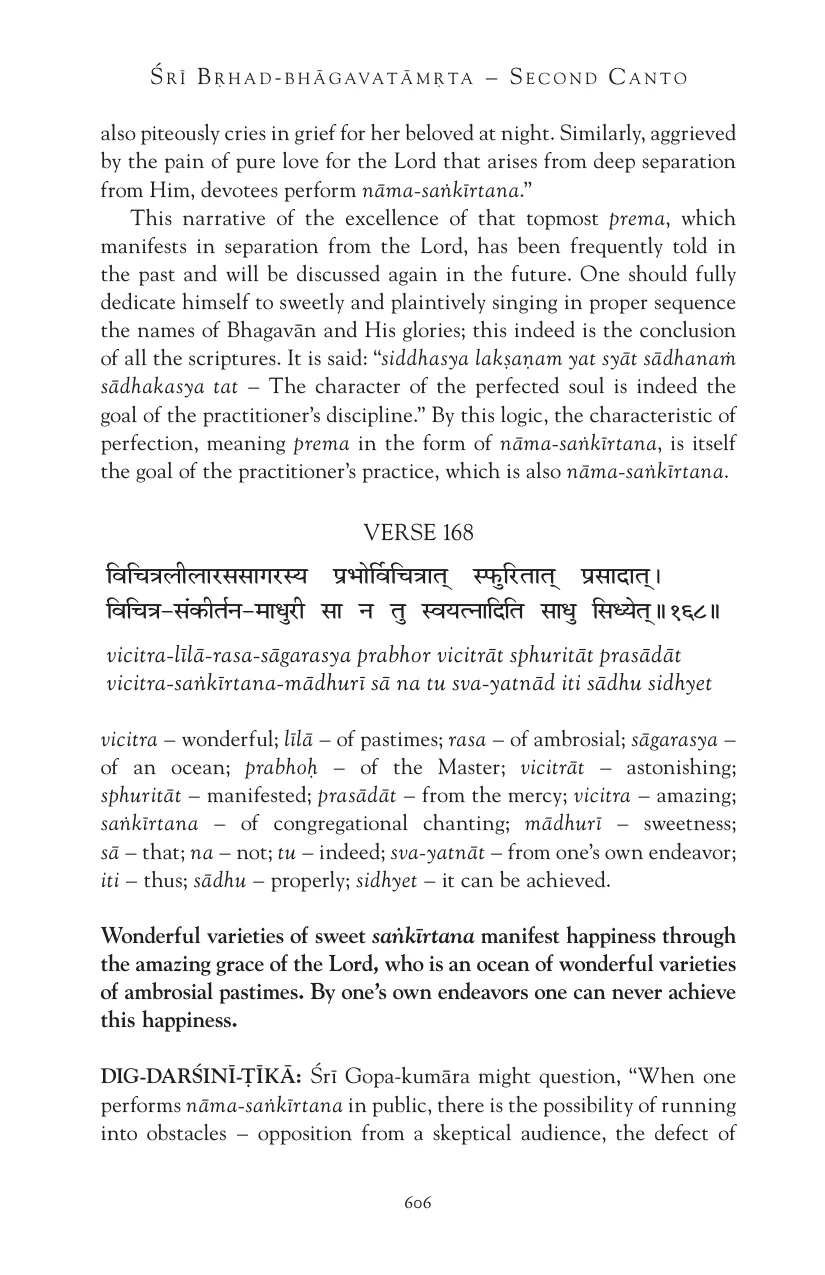 ŚRĪ BṚHAD-BHĀGAVATĀMṚTA – SECOND CANTO
also piteously cries in grief for her beloved at night. Similarly, aggrieved
by the pain of pure love for the Lord that arises from deep separation
from Him, devotees perform nāma-saṅkīrtana.”
This narrative of the excellence of that topmost prema, which
manifests in separation from the Lord, has been frequently told in
the past and will be discussed again in the future. One should fully
dedicate himself to sweetly and plaintively singing in proper sequence
the names of Bhagavān and His glories; this indeed is the conclusion
of all the scriptures. It is said: “siddhasya lakṣaṇam yat syāt sādhanaṁ
sādhakasya tat – The character of the perfected soul is indeed the
goal of the practitioner’s discipline.” By this logic, the characteristic of
perfection, meaning prema in the form of nāma-saṅkīrtana, is itself
the goal of the practitioner’s practice, which is also nāma-saṅkīrtana.
VERSE 168
विचित्रलीलारससागरस्य प्रभोर्विचित्रात् स्फुरितात् प्रसादात्।
विचित्र-संकीर्तन-माधुरी सा न तु स्वयत्नादिति साधु सिध्येत्॥१६८॥
vicitra-līlā-rasa-sāgarasya prabhor vicitrāt sphuritāt prasādāt
vicitra-saṅkīrtana-mādhurī sā na tu sva-yatnād iti sādhu sidhyet
vicitra – wonderful; līlā – of pastimes; rasa – of ambrosial; sāgarasya –
of an ocean; prabhoḥ – of the Master; vicitrāt – astonishing;
sphuritāt – manifested; prasādāt – from the mercy; vicitra – amazing;
saṅkīrtana – of congregational chanting; mādhurī – sweetness;
sā – that; na – not; tu – indeed; sva-yatnāt – from one’s own endeavor;
iti – thus; sādhu – properly; sidhyet – it can be achieved.
Wonderful varieties of sweet saṅkīrtana manifest happiness through
the amazing grace of the Lord, who is an ocean of wonderful varieties
of ambrosial pastimes. By one’s own endeavors one can never achieve
this happiness.
DIG-DARŚINĪ-ṬĪKĀ: Śrī Gopa-kumāra might question, “When one
performs nāma-saṅkīrtana in public, there is the possibility of running
into obstacles – opposition from a skeptical audience, the defect of
606